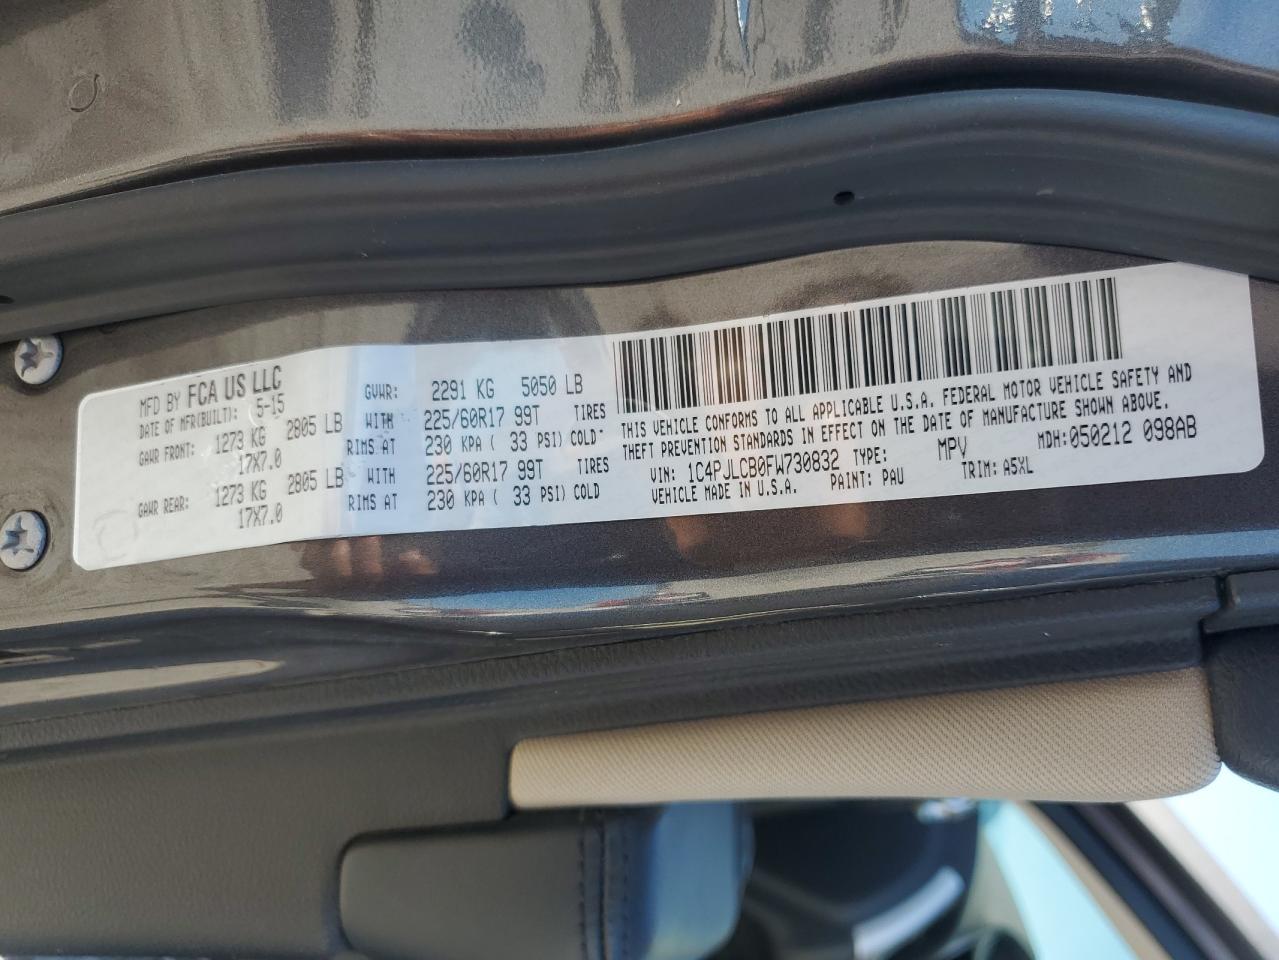 MFD BY FCA US LLC
DATE OF MFR(BUILT): 5-15
GVWR: 2291 KG 5050 LB
GAWR FRONT: 1273 KG 2805 LB WITH 225/60R17 99T TIRES
17X7.0 RIMS AT 230 KPA ( 33 PSI) COLD
GAWR REAR: 1273 KG 2805 LB WITH 225/60R17 99T TIRES
17X7.0 RIMS AT 230 KPA ( 33 PSI) COLD
THIS VEHICLE CONFORMS TO ALL APPLICABLE U.S.A. FEDERAL MOTOR VEHICLE SAFETY AND
THEFT PREVENTION STANDARDS IN EFFECT ON THE DATE OF MANUFACTURE SHOWN ABOVE.
VIN: 1C4PJLCB0FW730832 TYPE: MPV MDH:050212 098AB
VEHICLE MADE IN U.S.A. PAINT: PAU TRIM: A5XL